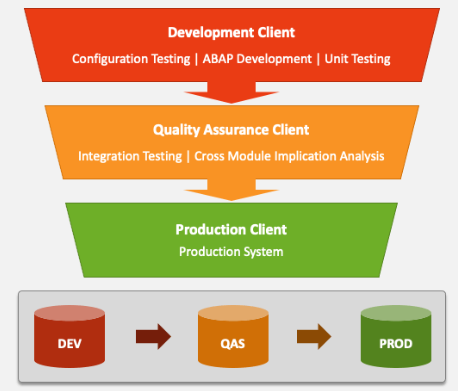 Development Client
Configuration Testing | ABAP Development | Unit Testing
Quality Assurance Client
Integration Testing | Cross Module Implication Analysis
Production Client
Production System
DEV
QAS
PROD